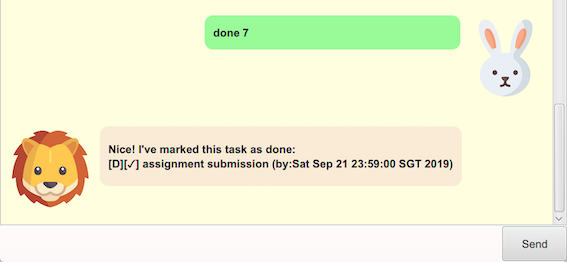 done 7
Nice! I've marked this task as done:
[D][✓] assignment submission (by:Sat Sep 21 23:59:00 SGT 2019)
Send